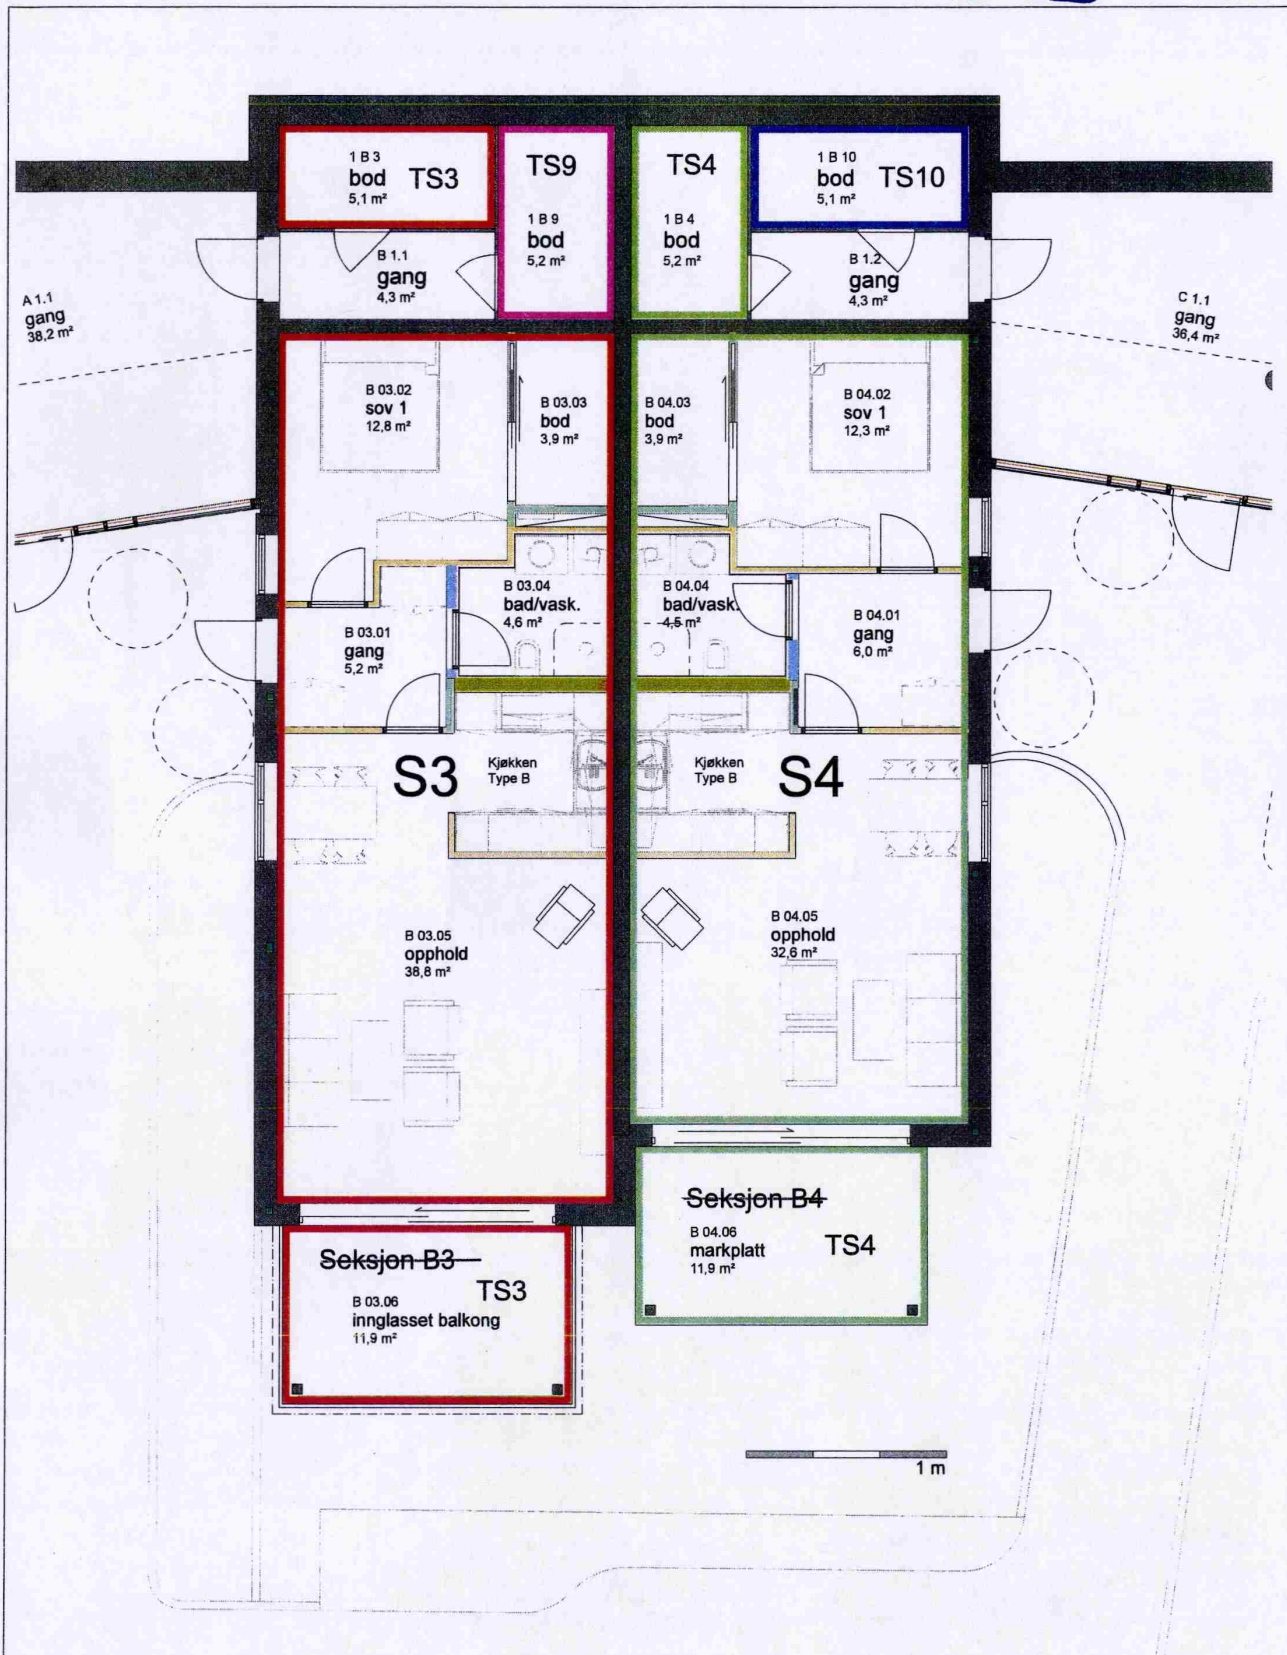 1 B 3
bod
5,1 m²
TS3
TS9
1 B 9
bod
5,2 m²
TS4
1 B 4
bod
5,2 m²
1 B 10
bod
5,1 m²
TS10
B 1.1
gang
4,3 m²
B 1.2
gang
4,3 m²
A 1.1
gang
38,2 m²
C 1.1
gang
36,4 m²
B 03.02
sov 1
12,8 m²
B 03.03
bod
3,9 m²
B 04.03
bod
3,9 m²
B 04.02
sov 1
12,3 m²
B 03.04
bad/vask.
4,6 m²
B 04.04
bad/vask.
4,5 m²
B 03.01
gang
5,2 m²
B 04.01
gang
6,0 m²
S3
Kjøkken
Type B
Kjøkken
Type B
S4
B 03.05
opphold
38,8 m²
B 04.05
opphold
32,6 m²
Seksjon B4
B 04.06
markplatt
11,9 m²
TS4
Seksjon B3
TS3
B 03.06
innglasset balkong
11,9 m²
1 m